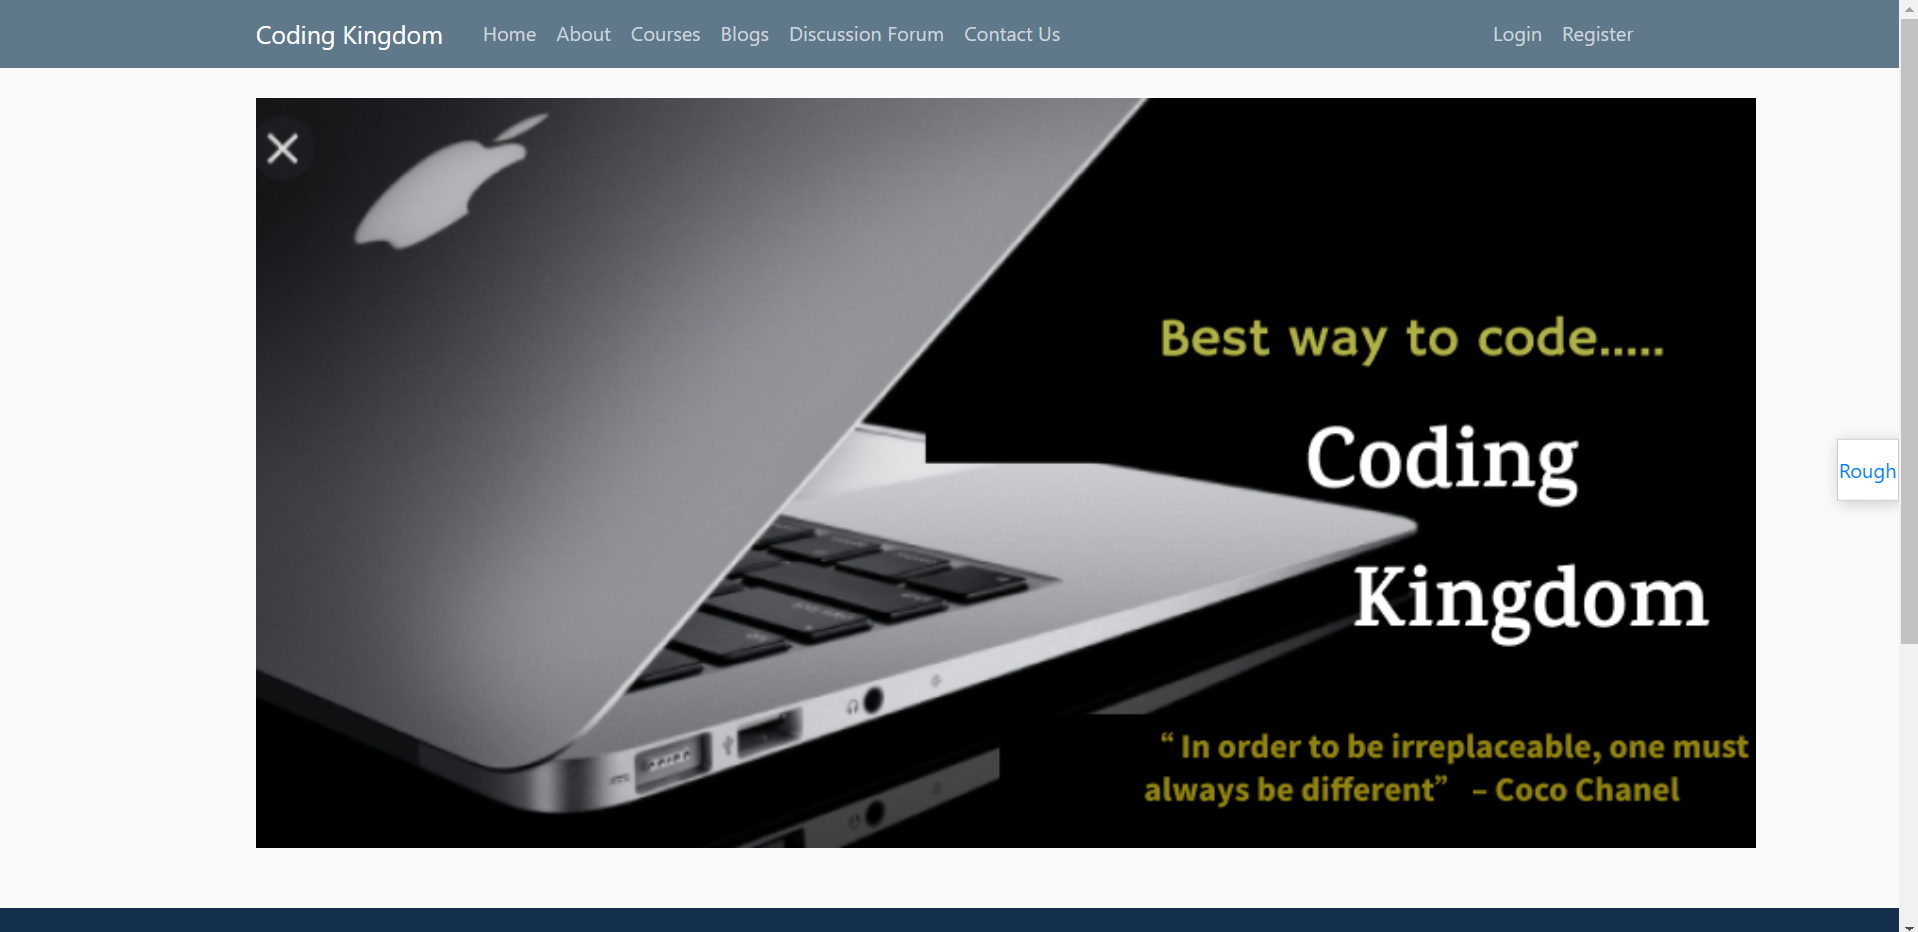 Coding Kingdom Home About Courses Blogs Discussion Forum Contact Us Login Register
Best way to code.....
Coding
Rough
Kingdom
“ In order to be irreplaceable, one must
always be different” – Coco Chanel